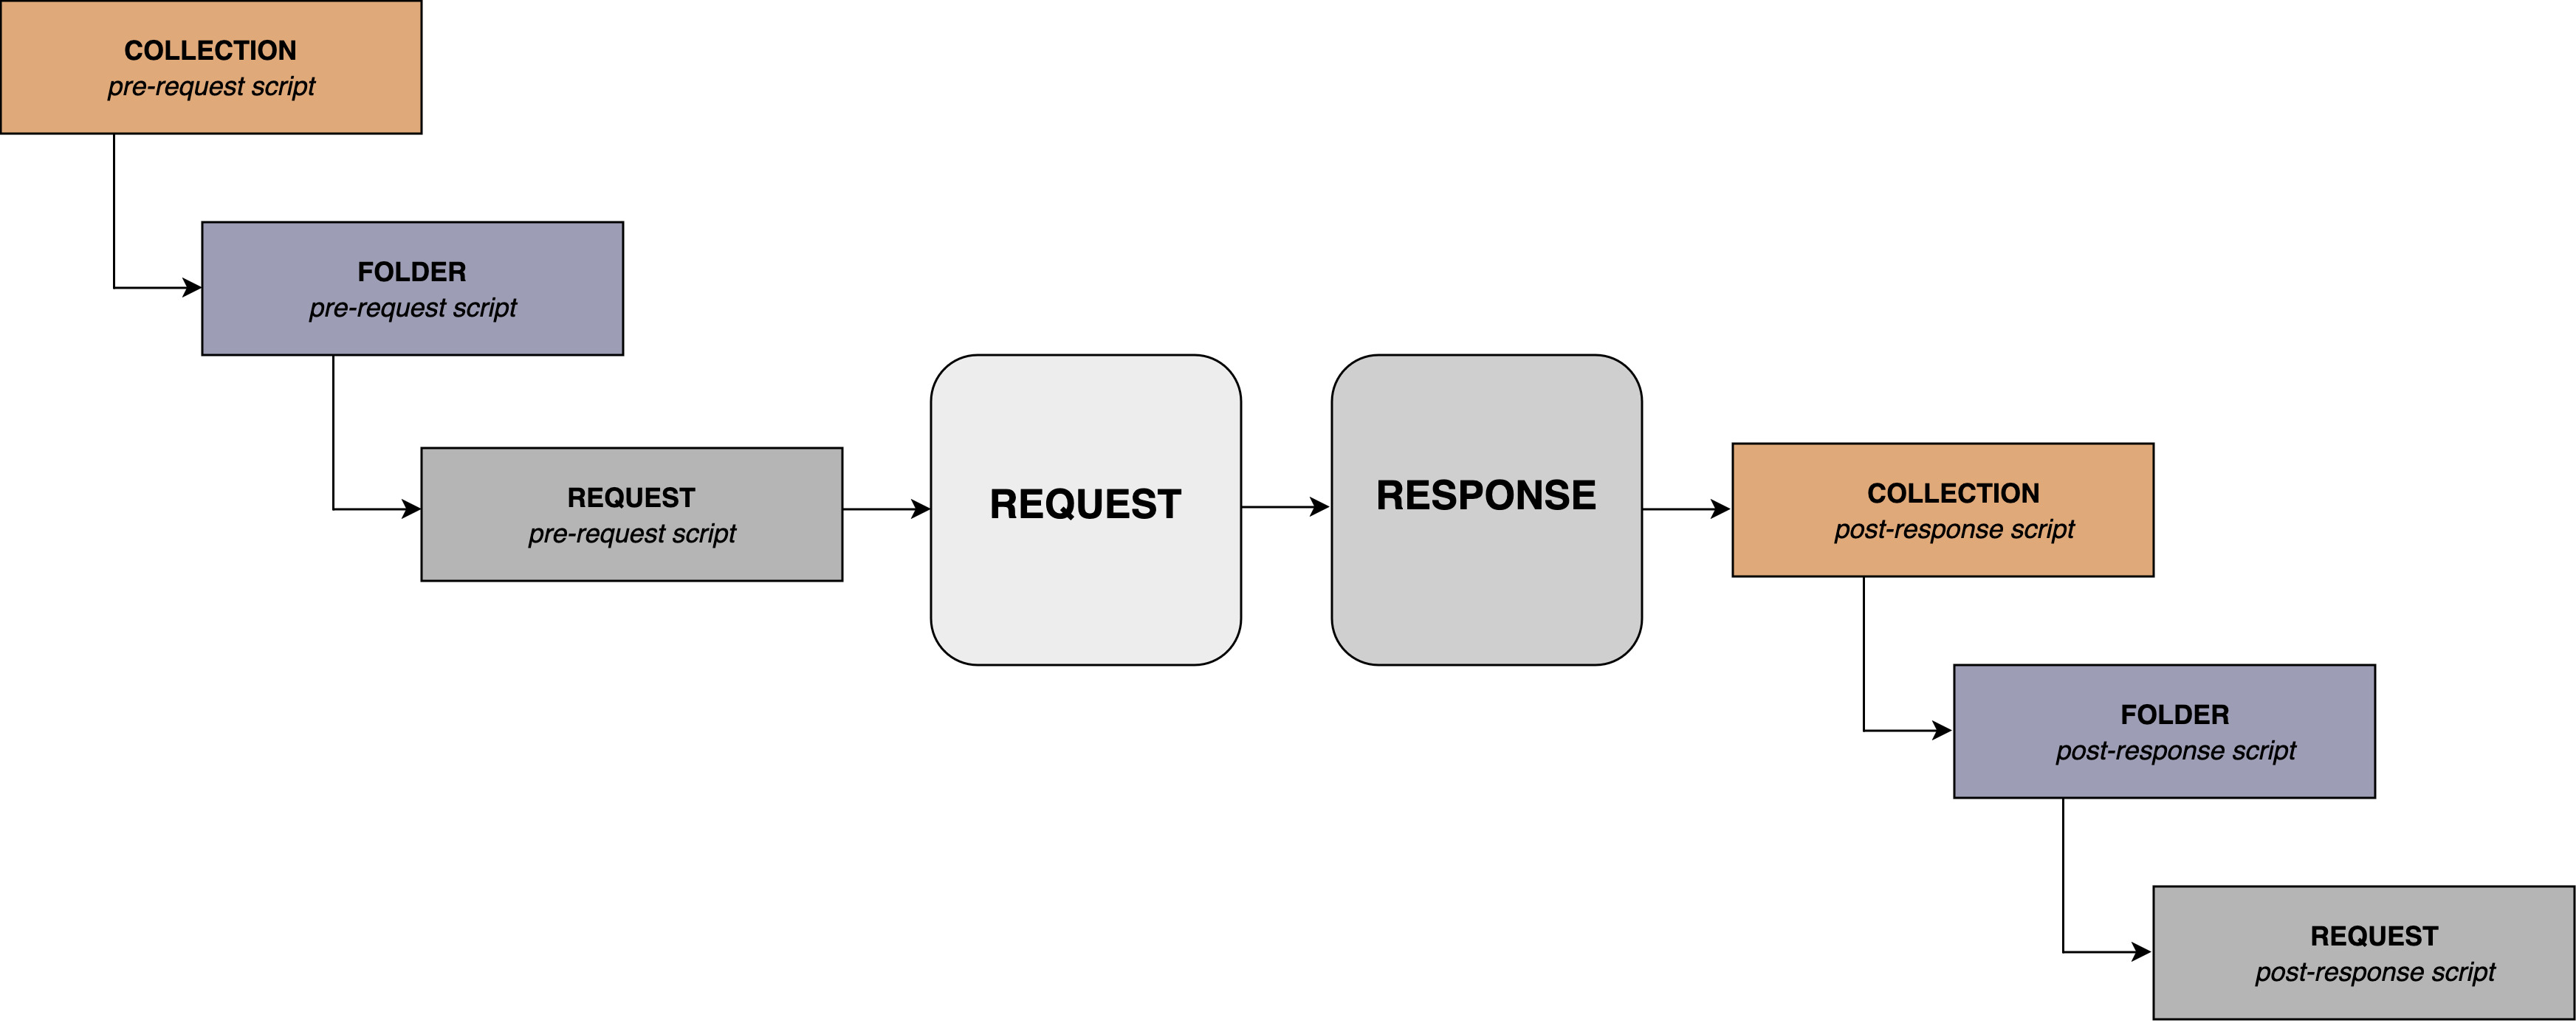 COLLECTION
pre-request script
FOLDER
pre-request script
REQUEST
pre-request script
REQUEST
RESPONSE
COLLECTION
post-response script
FOLDER
post-response script
REQUEST
post-response script